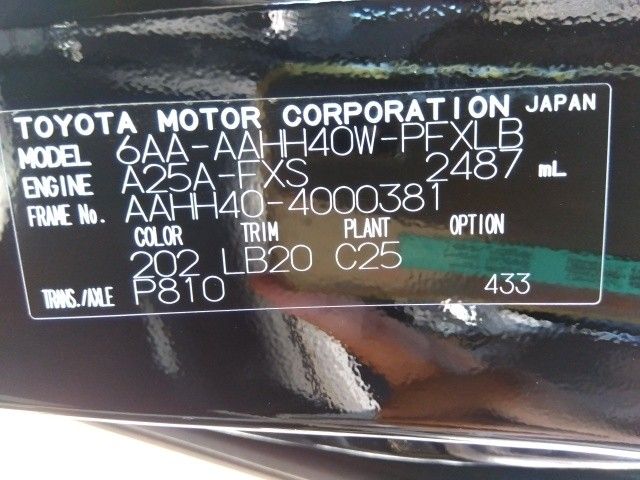 TOYOTA MOTOR CORPORATION JAPAN
MODEL 6AA-AAHH40W-PFXLB
ENGINE A25A-FXS 2487 mL
FRAME No. AAHH40-4000381
COLOR TRIM PLANT OPTION
202 LB20 C25
TRANS./AXLE P810 433